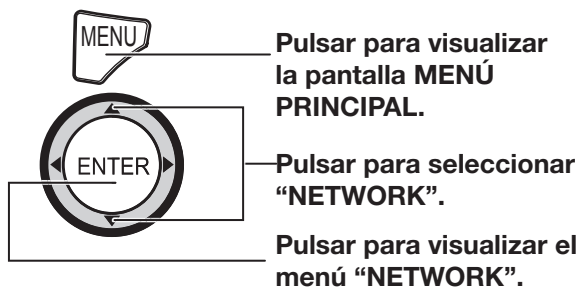 MENU
Pulsar para visualizar
la pantalla MENÚ
PRINCIPAL.
ENTER
Pulsar para seleccionar
“NETWORK”.
Pulsar para visualizar el
menú “NETWORK”.